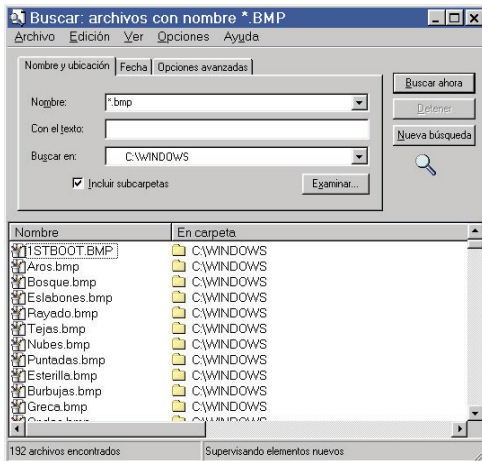 Buscar: archivos con nombre *.BMP
Archivo Edición Ver Opciones Ayuda
Nombre y ubicación Fecha Opciones avanzadas
Buscar ahora
Nombre: *.bmp
Detener
Con el texto:
Nueva búsqueda
Buscar en: C:\WINDOWS
Incluir subcarpetas Examinar...
Nombre En carpeta
1STBOOT.BMP C:\WINDOWS
Aros.bmp C:\WINDOWS
Bosque.bmp C:\WINDOWS
Eslabones.bmp C:\WINDOWS
Rayado.bmp C:\WINDOWS
Tejas.bmp C:\WINDOWS
Nubes.bmp C:\WINDOWS
Puntadas.bmp C:\WINDOWS
Esterilla.bmp C:\WINDOWS
Burbujas.bmp C:\WINDOWS
Greca.bmp C:\WINDOWS
192 archivos encontrados Supervisando elementos nuevos